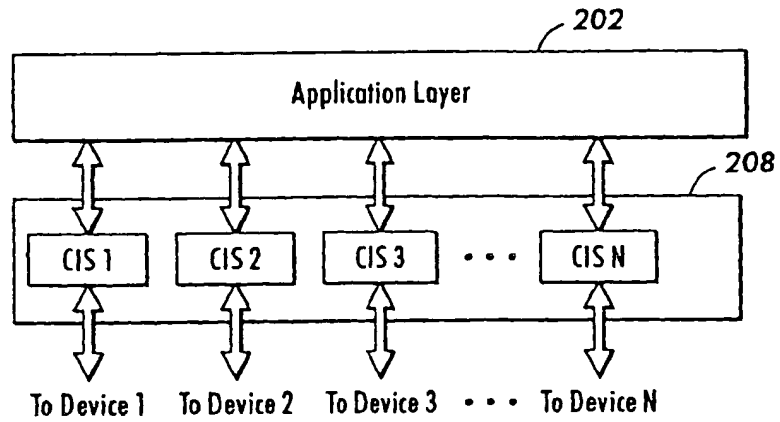 202
Application Layer
208
CIS 1 CIS 2 CIS 3 • • • CIS N
To Device 1 To Device 2 To Device 3 • • • To Device N